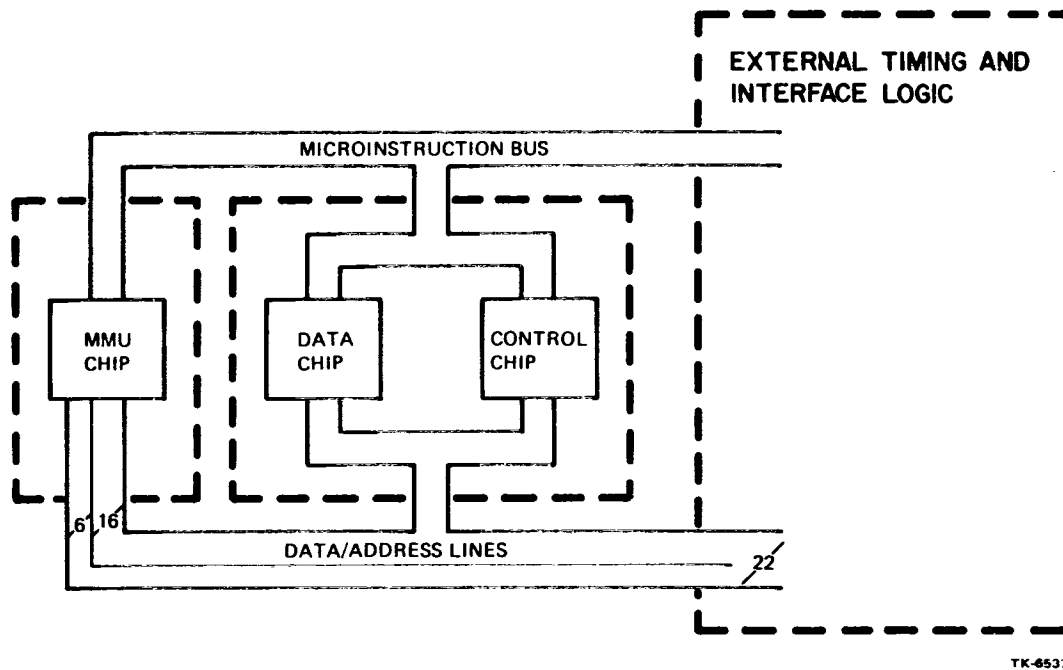 EXTERNAL TIMING AND
INTERFACE LOGIC
MICROINSTRUCTION BUS
MMU
CHIP
DATA
CHIP
CONTROL
CHIP
6
16
DATA/ADDRESS LINES
22